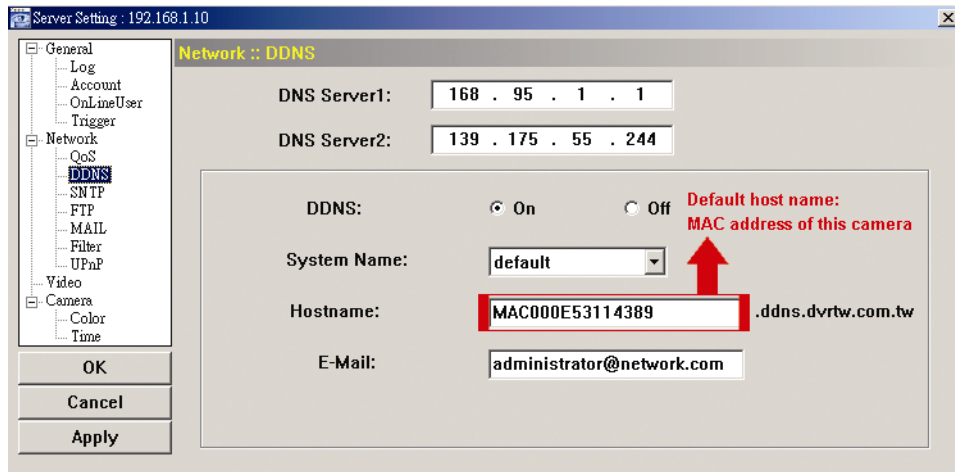 Server Setting : 192.168.1.10
General
Log
Account
OnLineUser
Trigger
Network
QoS
DDNS
SNTP
FTP
MAIL
Filter
UPnP
Video
Camera
Color
Time
OK
Cancel
Apply
Network :: DDNS
DNS Server1: 168 . 95 . 1 . 1
DNS Server2: 139 . 175 . 55 . 244
DDNS: On Off
Default host name:
MAC address of this camera
System Name: default
Hostname: MAC000E53114389 .ddns.dvrtw.com.tw
E-Mail: administrator@network.com